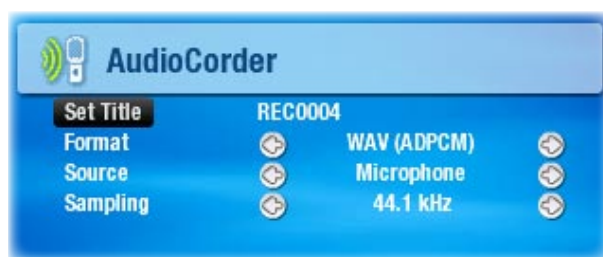 AudioCorder
Set Title REC0004
Format WAV (ADPCM)
Source Microphone
Sampling 44.1 kHz